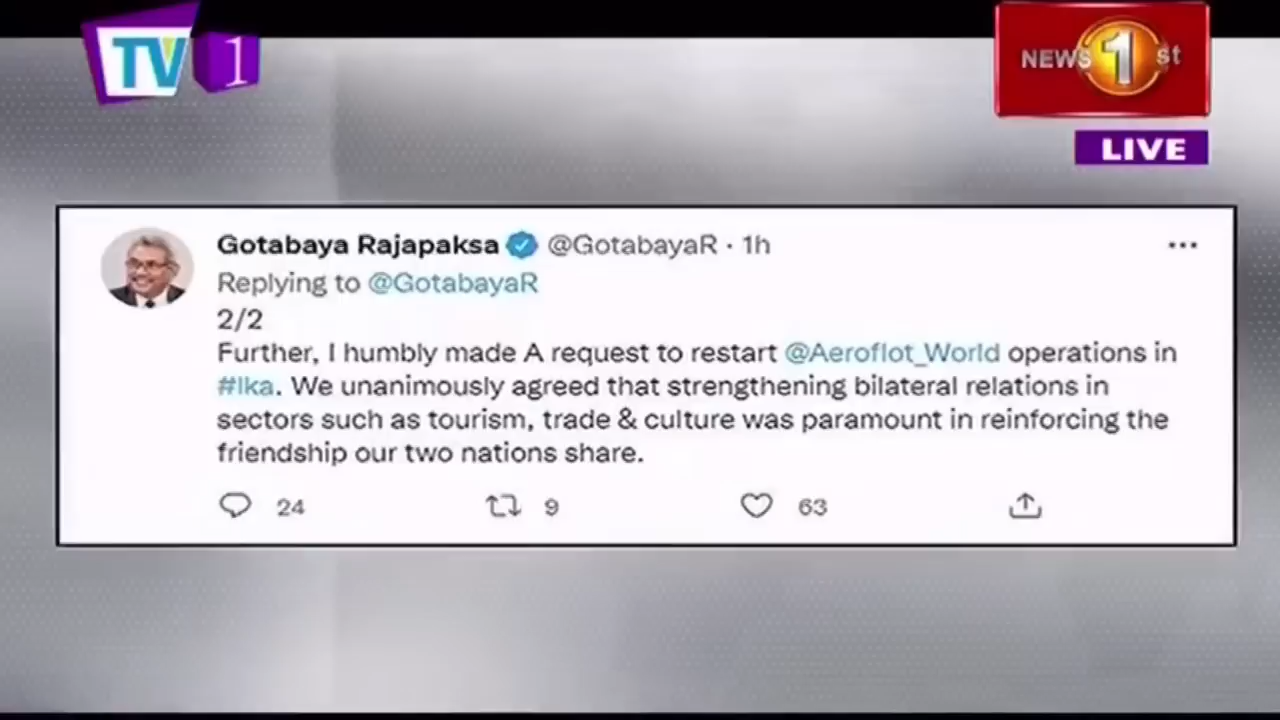 TV 1
NEWS 1st
LIVE
Gotabaya Rajapaksa @GotabayaR · 1h
Replying to @GotabayaR
2/2
Further, I humbly made A request to restart @Aeroflot_World operations in
#lka. We unanimously agreed that strengthening bilateral relations in
sectors such as tourism, trade & culture was paramount in reinforcing the
friendship our two nations share.
24 9 63